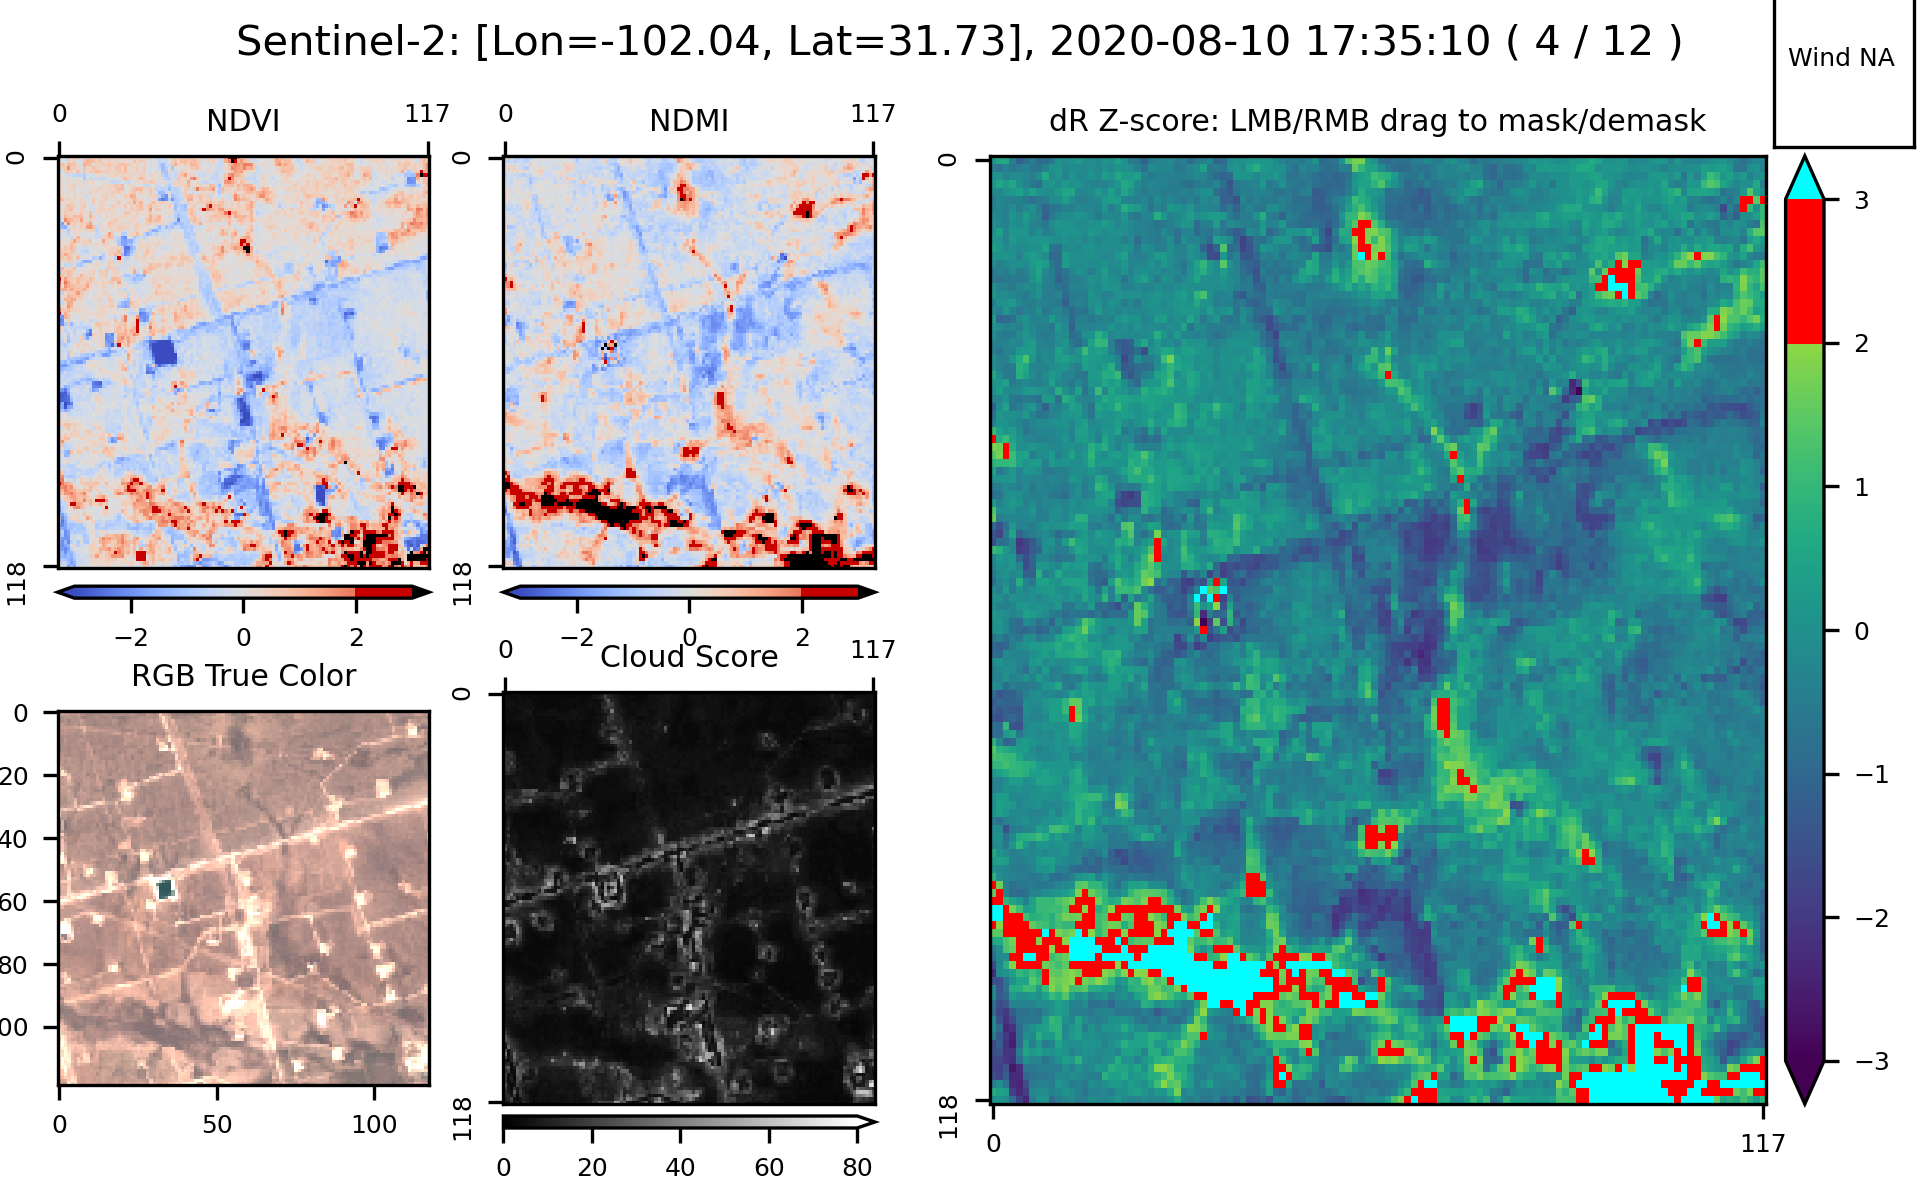 Sentinel-2: [Lon=-102.04, Lat=31.73], 2020-08-10 17:35:10 ( 4 / 12 )
Wind NA
0 NDVI 117
0
118
−2 0 2
0 NDMI 117
0
118
−2 0 2
dR Z-score: LMB/RMB drag to mask/demask
0
118
0 117
3
2
1
0
−1
−2
−3
RGB True Color
0
20
40
60
80
00
0 50 100
0 Cloud Score 117
0
118
0 20 40 60 80